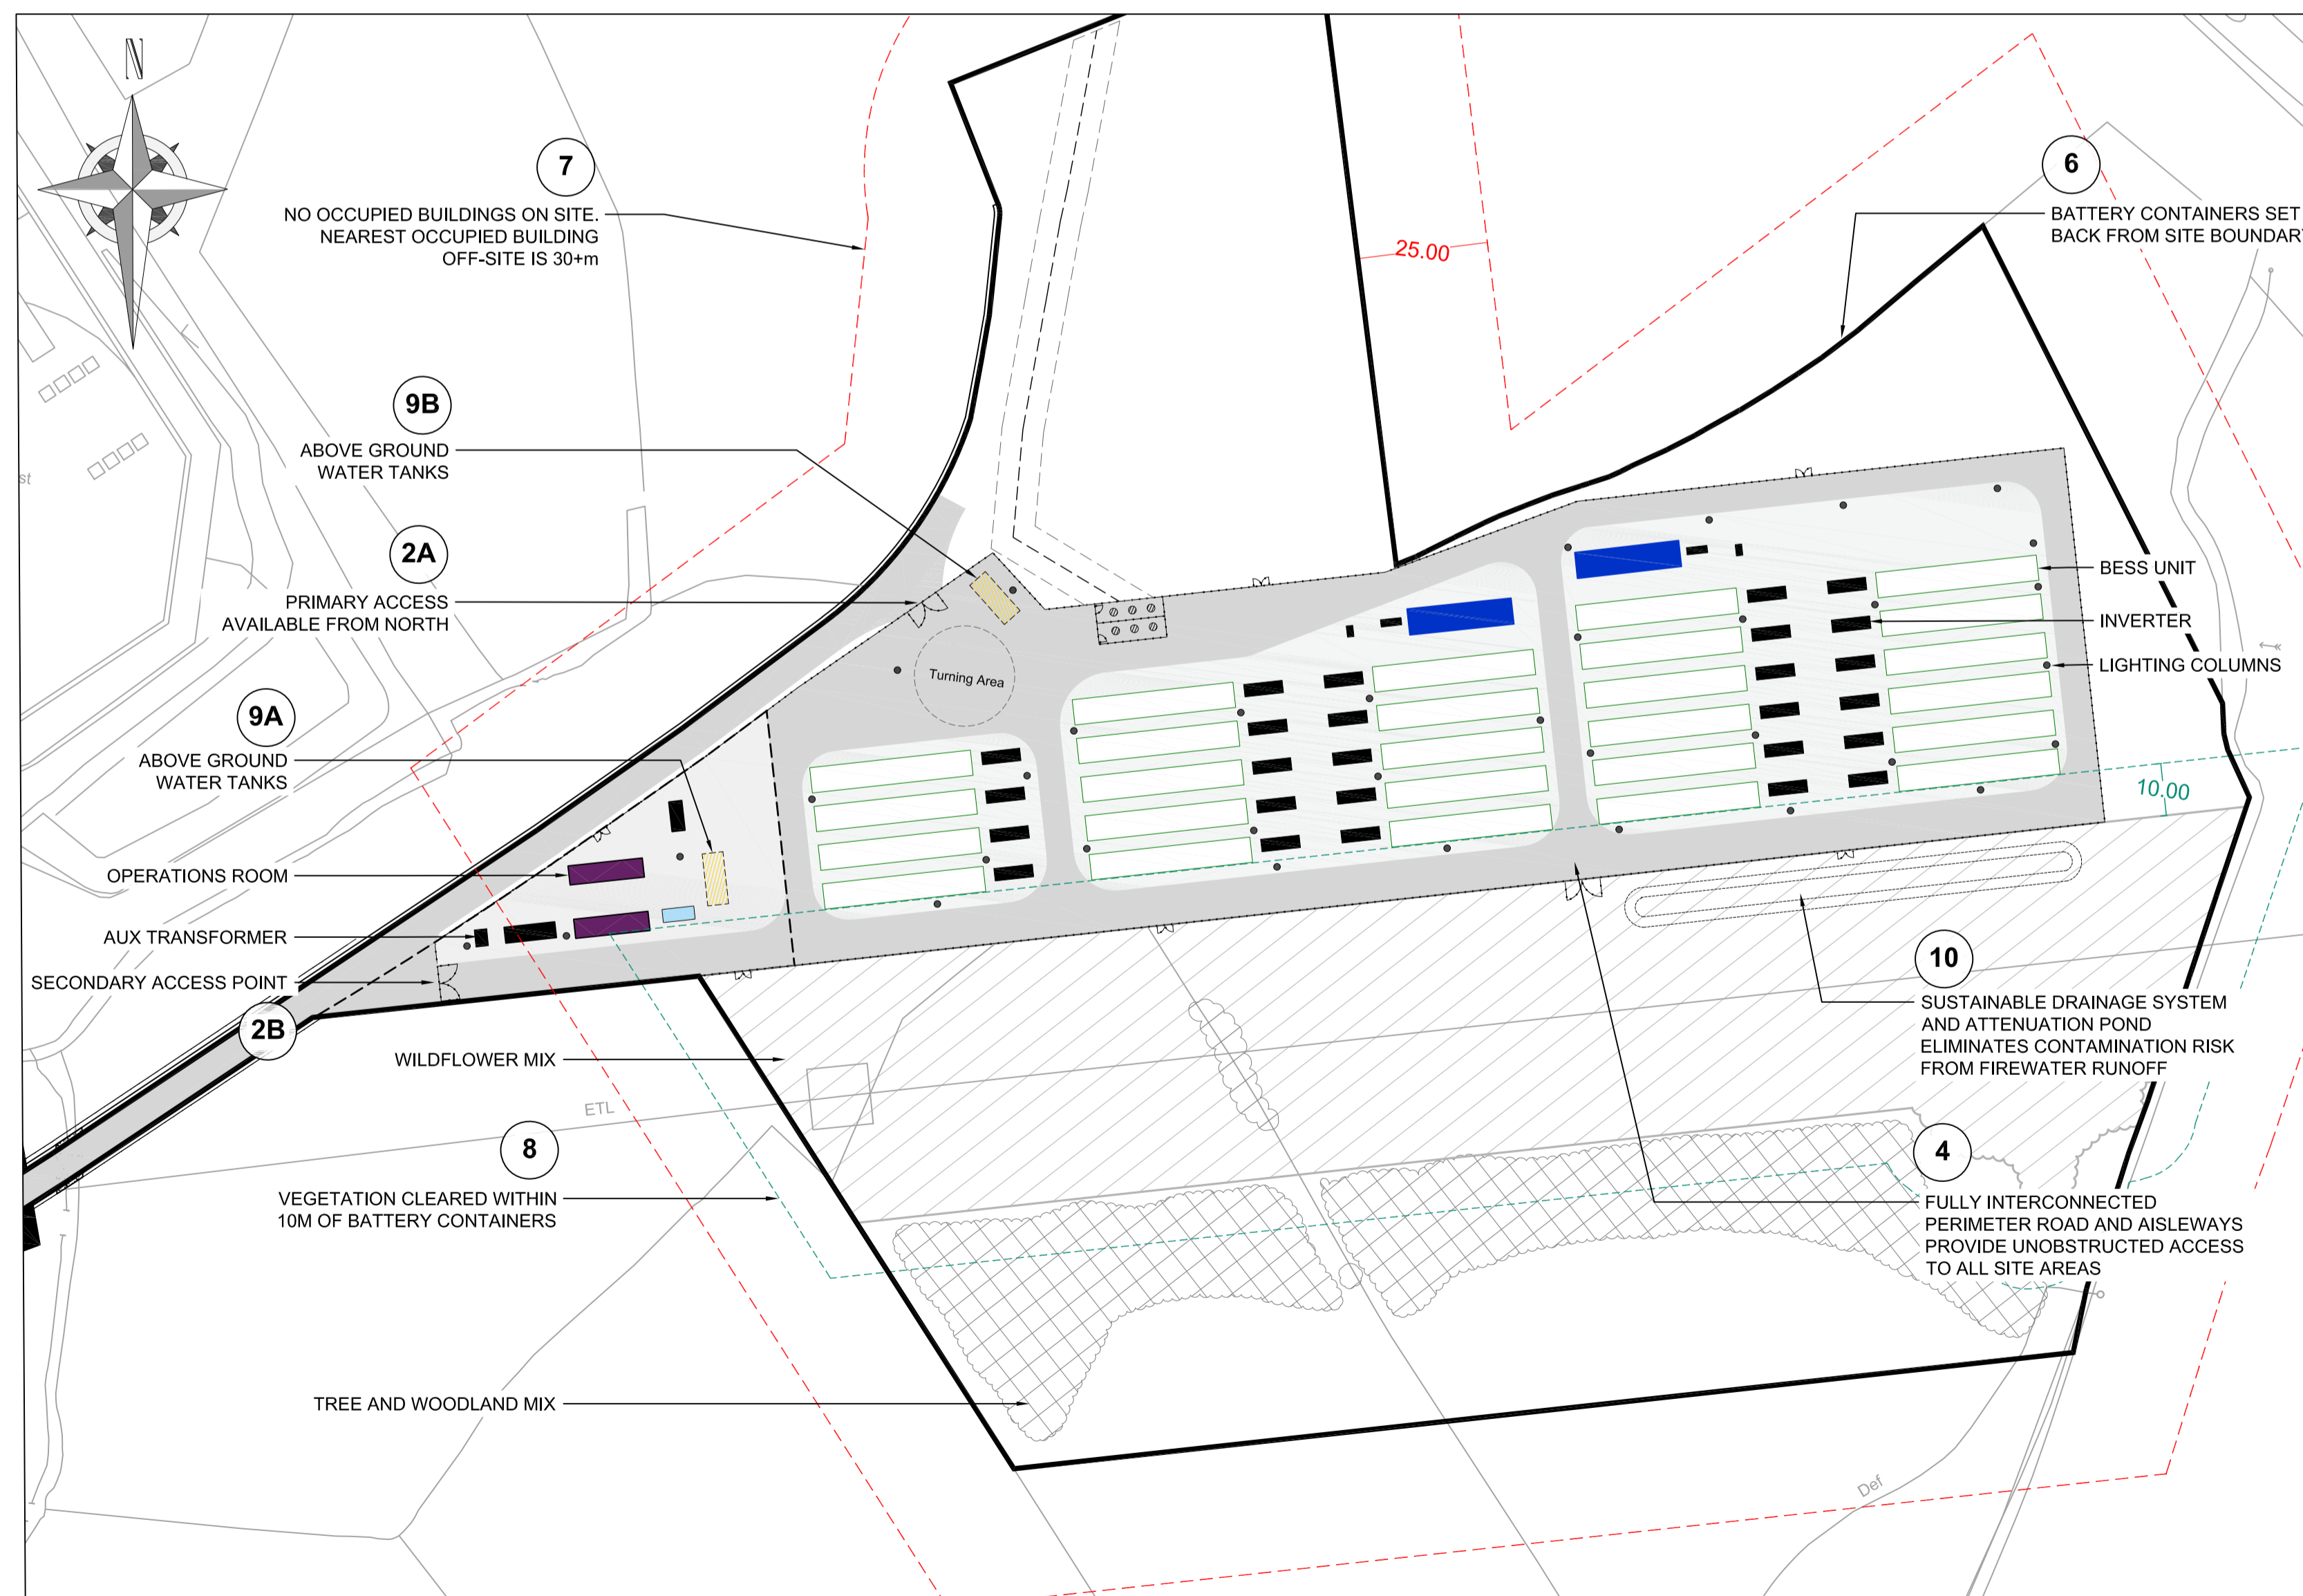 N
7
NO OCCUPIED BUILDINGS ON SITE.
NEAREST OCCUPIED BUILDING
OFF-SITE IS 30+m
6
BATTERY CONTAINERS SET
BACK FROM SITE BOUNDARY
25.00
9B
ABOVE GROUND
WATER TANKS
st
2A
PRIMARY ACCESS
AVAILABLE FROM NORTH
BESS UNIT
INVERTER
LIGHTING COLUMNS
Turning Area
9A
ABOVE GROUND
WATER TANKS
10.00
OPERATIONS ROOM
AUX TRANSFORMER
SECONDARY ACCESS POINT
2B
10
SUSTAINABLE DRAINAGE SYSTEM
AND ATTENUATION POND
ELIMINATES CONTAMINATION RISK
FROM FIREWATER RUNOFF
WILDFLOWER MIX
ETL
8
VEGETATION CLEARED WITHIN
10M OF BATTERY CONTAINERS
4
FULLY INTERCONNECTED
PERIMETER ROAD AND AISLEWAYS
PROVIDE UNOBSTRUCTED ACCESS
TO ALL SITE AREAS
TREE AND WOODLAND MIX
Def